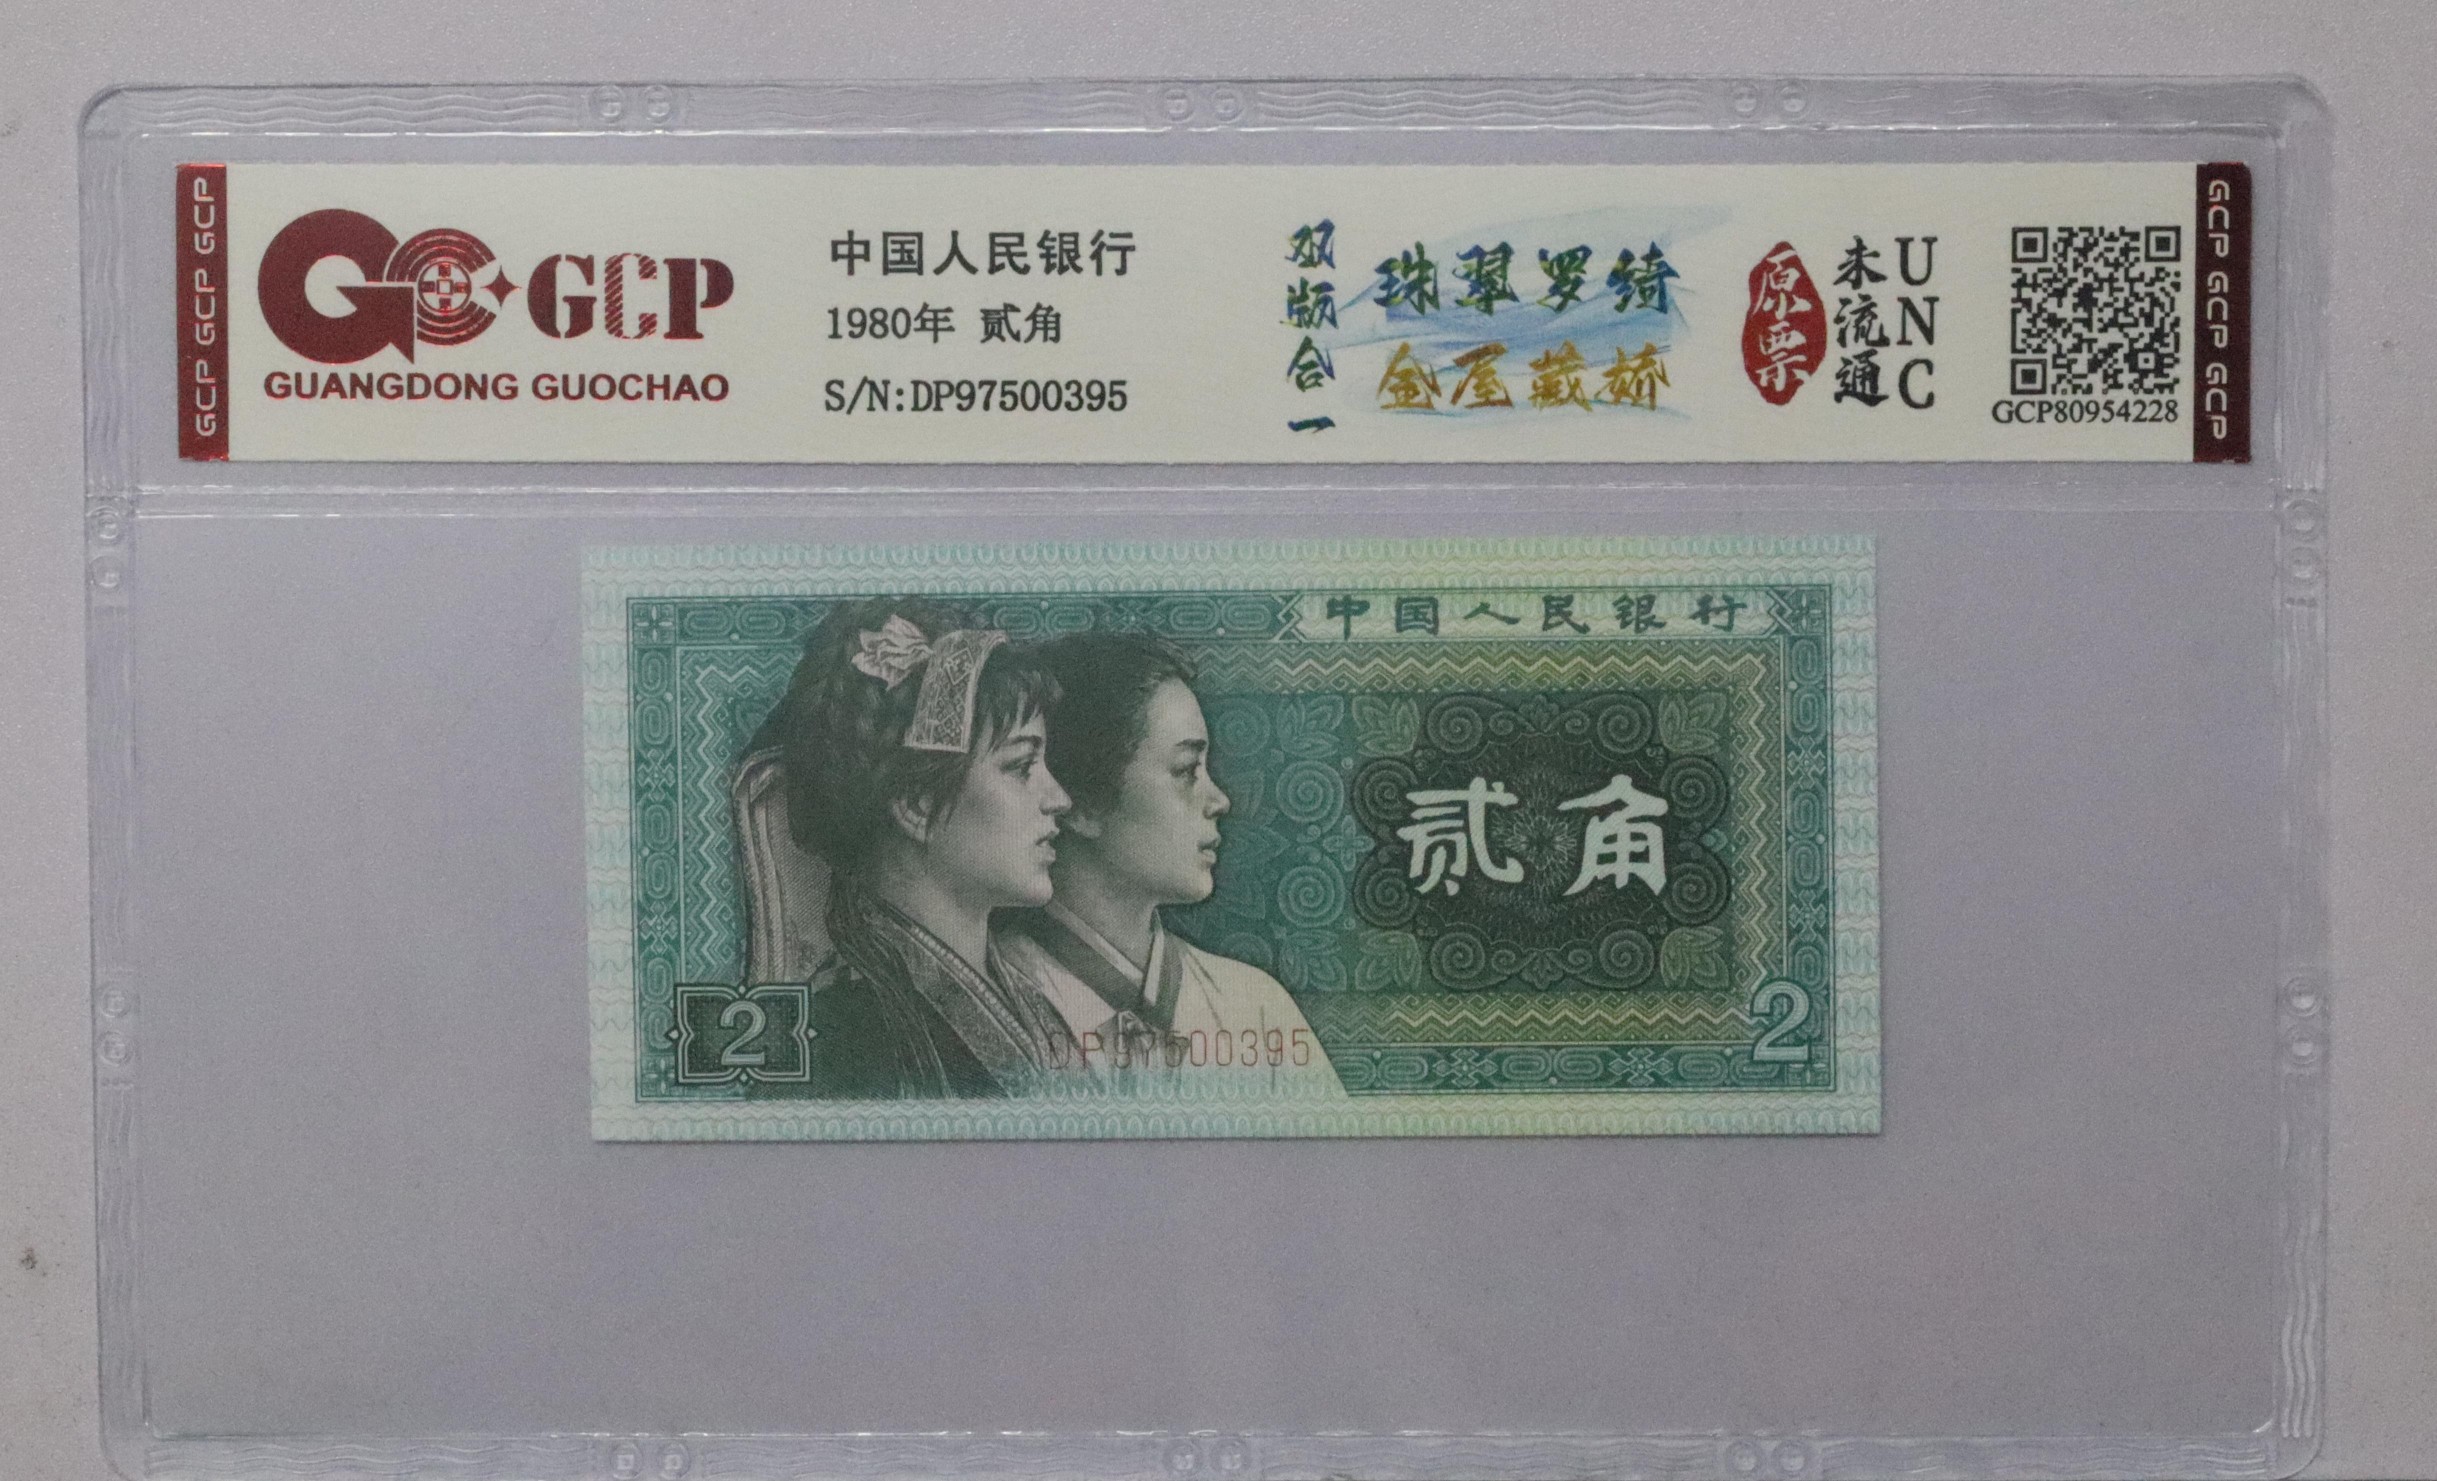 GCP GCP GCP
GCP
GUANGDONG GUOCHAO
中国人民银行
1980年 贰角
S/N:DP97500395
双版合一
珠翠罗绮
金屋藏娇
原票
未流通
UNC
GCP80954228
GCP GCP GCP
中国人民银行
贰角
2
DP97500395
2